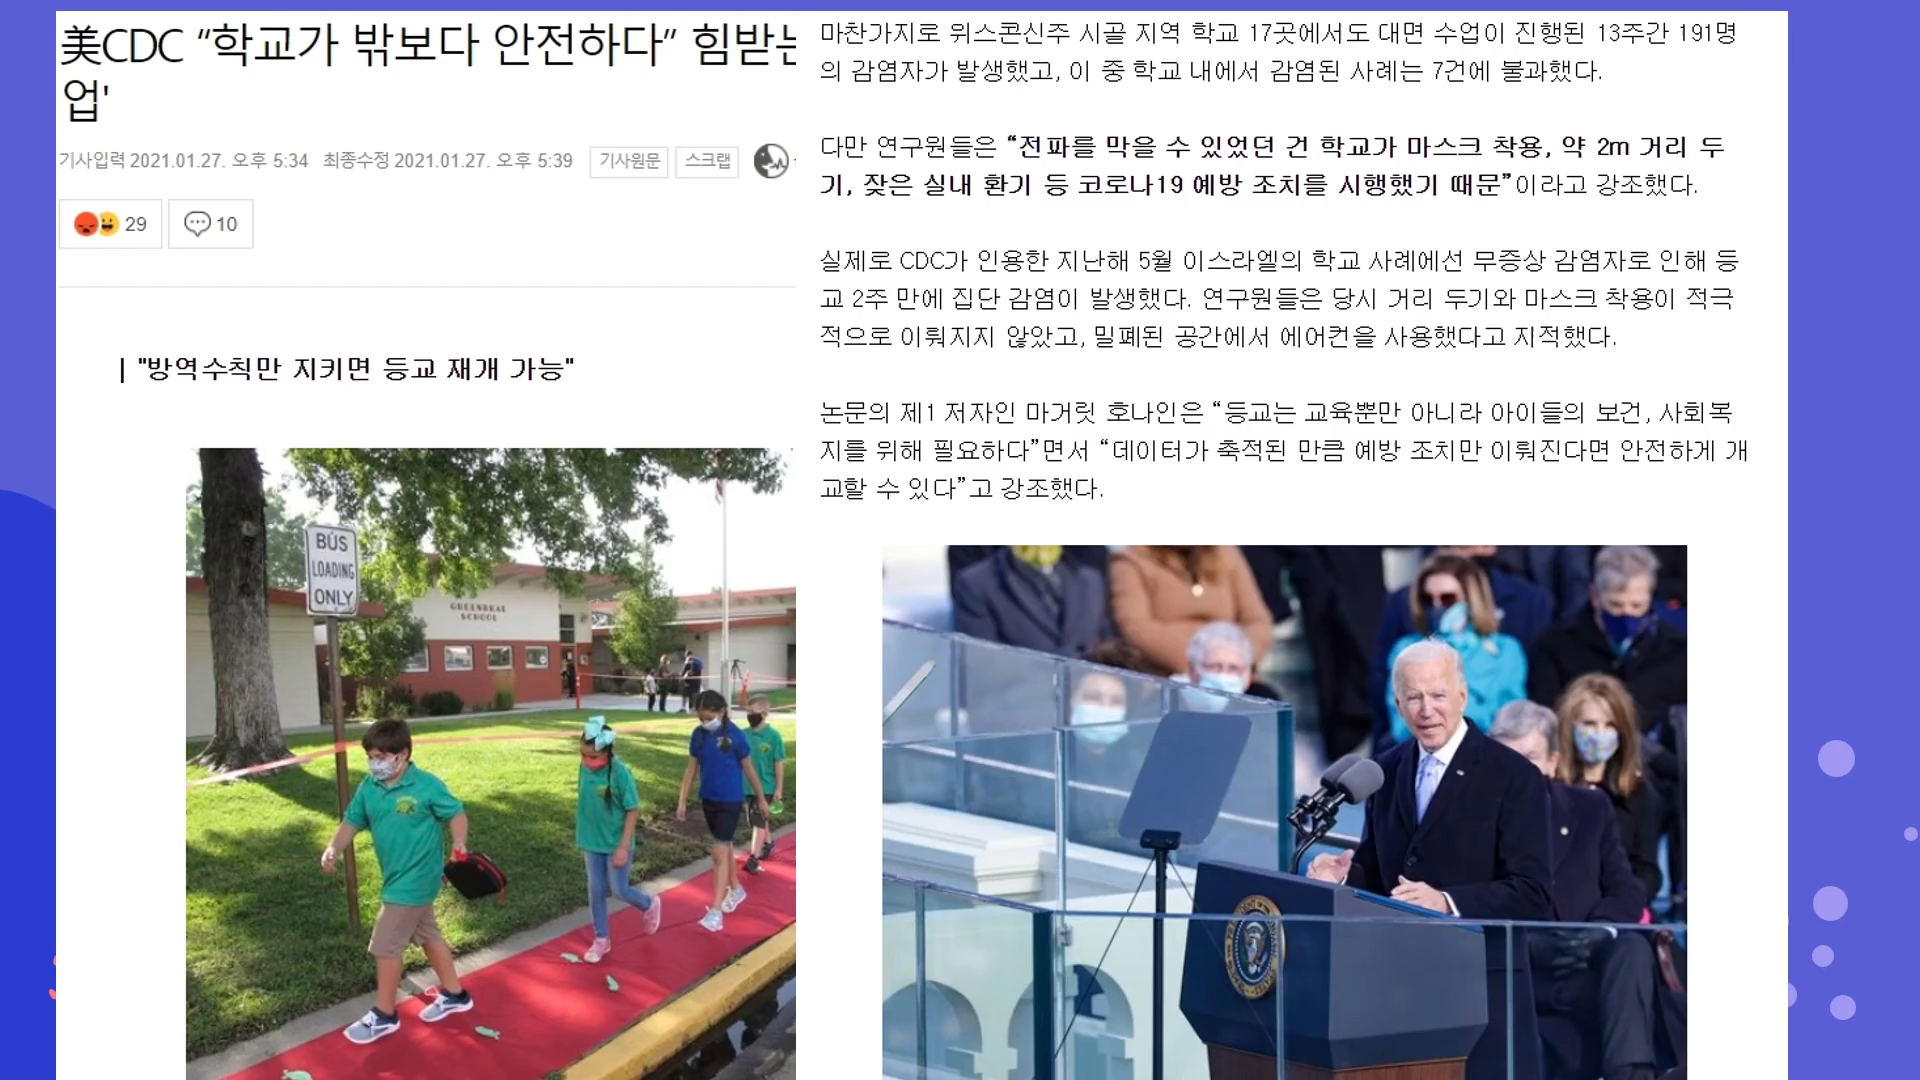 美CDC “학교가 밖보다 안전하다” 힘받는
업'
기사입력 2021.01.27. 오후 5:34 최종수정 2021.01.27. 오후 5:39 기사원문 스크랩
29 10
| "방역수칙만 지키면 등교 재개 가능"
BUS
LOADING
ONLY
GREENBRAE
SCHOOL
마찬가지로 위스콘신주 시골 지역 학교 17곳에서도 대면 수업이 진행된 13주간 191명
의 감염자가 발생했고, 이 중 학교 내에서 감염된 사례는 7건에 불과했다.
다만 연구원들은 “전파를 막을 수 있었던 건 학교가 마스크 착용, 약 2m 거리 두
기, 잦은 실내 환기 등 코로나19 예방 조치를 시행했기 때문”이라고 강조했다.
실제로 CDC가 인용한 지난해 5월 이스라엘의 학교 사례에선 무증상 감염자로 인해 등
교 2주 만에 집단 감염이 발생했다. 연구원들은 당시 거리 두기와 마스크 착용이 적극
적으로 이뤄지지 않았고, 밀폐된 공간에서 에어컨을 사용했다고 지적했다.
논문의 제1 저자인 마거릿 호나인은 “등교는 교육뿐만 아니라 아이들의 보건, 사회복
지를 위해 필요하다”면서 “데이터가 축적된 만큼 예방 조치만 이뤄진다면 안전하게 개
교할 수 있다”고 강조했다.